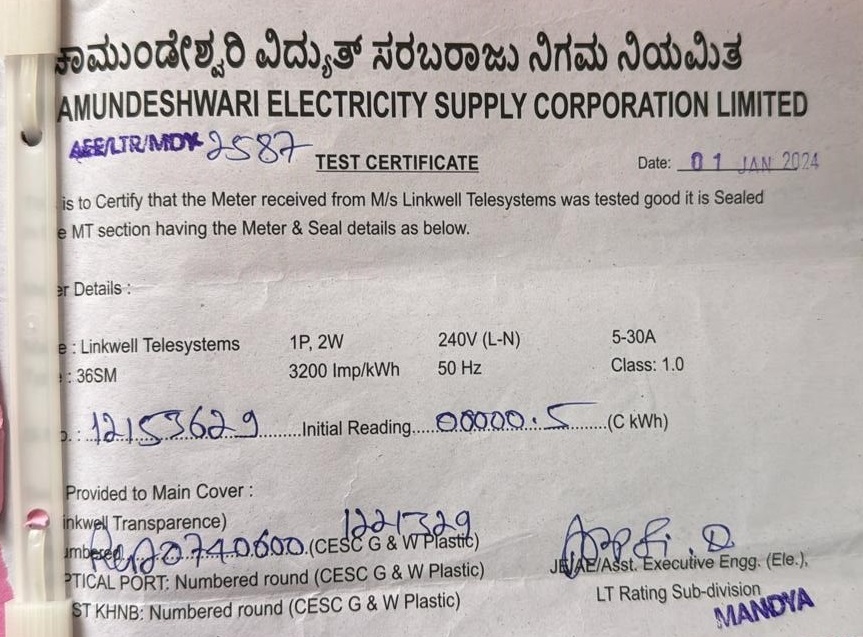 ಚಾಮುಂಡೇಶ್ವರಿ ವಿದ್ಯುತ್ ಸರಬರಾಜು ನಿಗಮ ನಿಯಮಿತ
AMUNDESHWARI ELECTRICITY SUPPLY CORPORATION LIMITED
AEE/LTR/MDY 2587
TEST CERTIFICATE Date: 01 JAN 2024
is to Certify that the Meter received from M/s Linkwell Telesystems was tested good it is Sealed
e MT section having the Meter & Seal details as below.
er Details :
e : Linkwell Telesystems 1P, 2W 240V (L-N) 5-30A
: 36SM 3200 Imp/kWh 50 Hz Class: 1.0
o. : 12153629 Initial Reading 00000.5 (C kWh)
Provided to Main Cover :
inkwell Transparence) 1221329
umbered 20740600 (CESC G & W Plastic)
PTICAL PORT: Numbered round (CESC G & W Plastic)
ST KHNB: Numbered round (CESC G & W Plastic)
JE/AE/Asst. Executive Engg. (Ele.),
LT Rating Sub-division
MANDYA